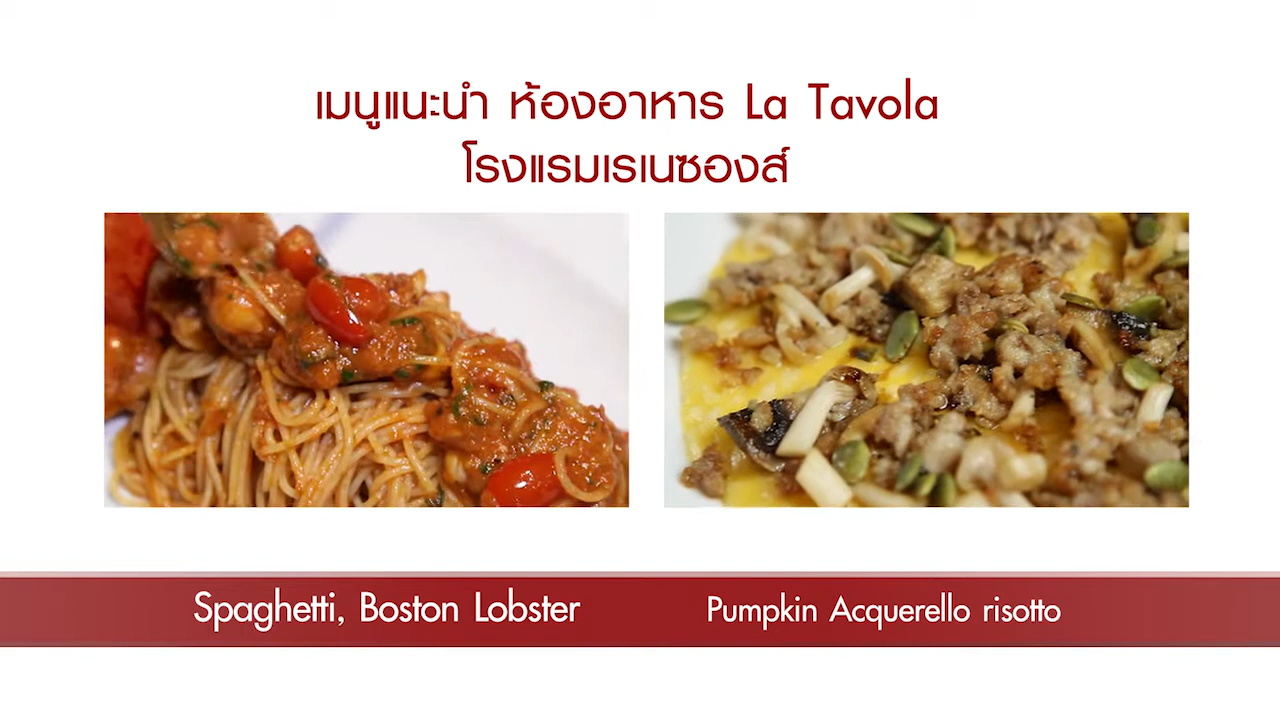 เมนูแนะนำ ห้องอาหาร La Tavola
โรงแรมเรเนซองส์
Spaghetti, Boston Lobster
Pumpkin Acquerello risotto